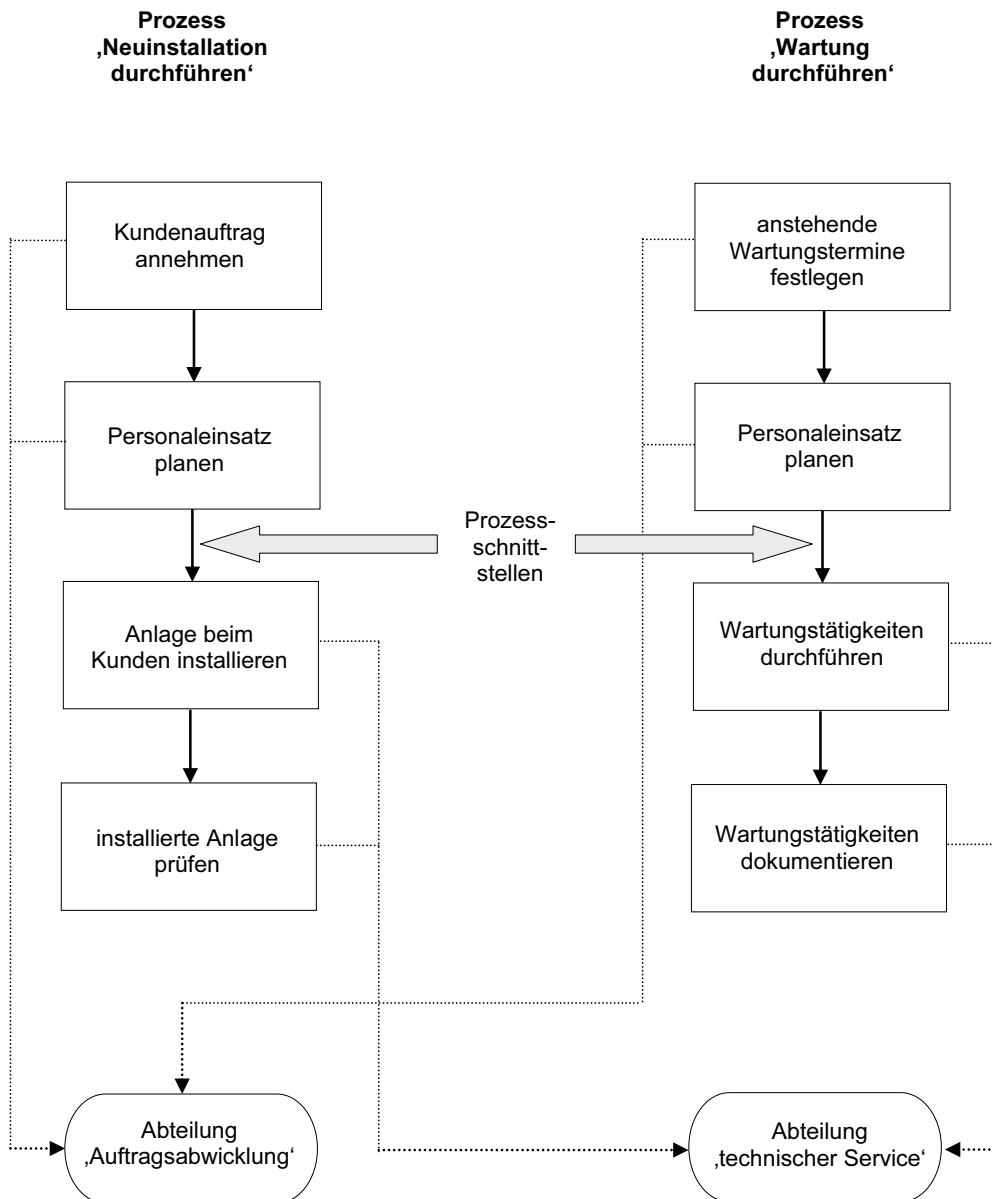 Prozess
‚Neuinstallation
durchführen‘
Prozess
‚Wartung
durchführen‘
Kundenauftrag
annehmen
anstehende
Wartungstermine
festlegen
Personaleinsatz
planen
Personaleinsatz
planen
Prozess-
schnitt-
stellen
Anlage beim
Kunden installieren
Wartungstätigkeiten
durchführen
installierte Anlage
prüfen
Wartungstätigkeiten
dokumentieren
Abteilung
‚Auftragsabwicklung‘
Abteilung
‚technischer Service‘